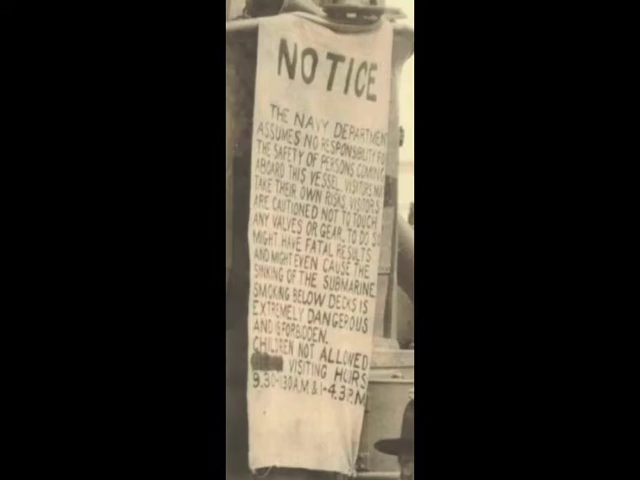 NOTICE
THE NAVY DEPARTMENT
ASSUMES NO RESPONSIBILITY FO
THE SAFETY OF PERSONS COMING
ABOARD THIS VESSEL. VISITORS
TAKE THEIR OWN RISKS. VISITORS
ARE CAUTIONED NOT TO TOUCH
ANY VALVES OR GEAR. TO DO SO
MIGHT HAVE FATAL RESULTS
AND MIGHT EVEN CAUSE THE
SINKING OF THE SUBMARINE.
SMOKING BELOW DECKS IS
EXTREMELY DANGEROUS
AND IS FORBIDDEN.
CHILDREN NOT ALLOWED
VISITING HOURS